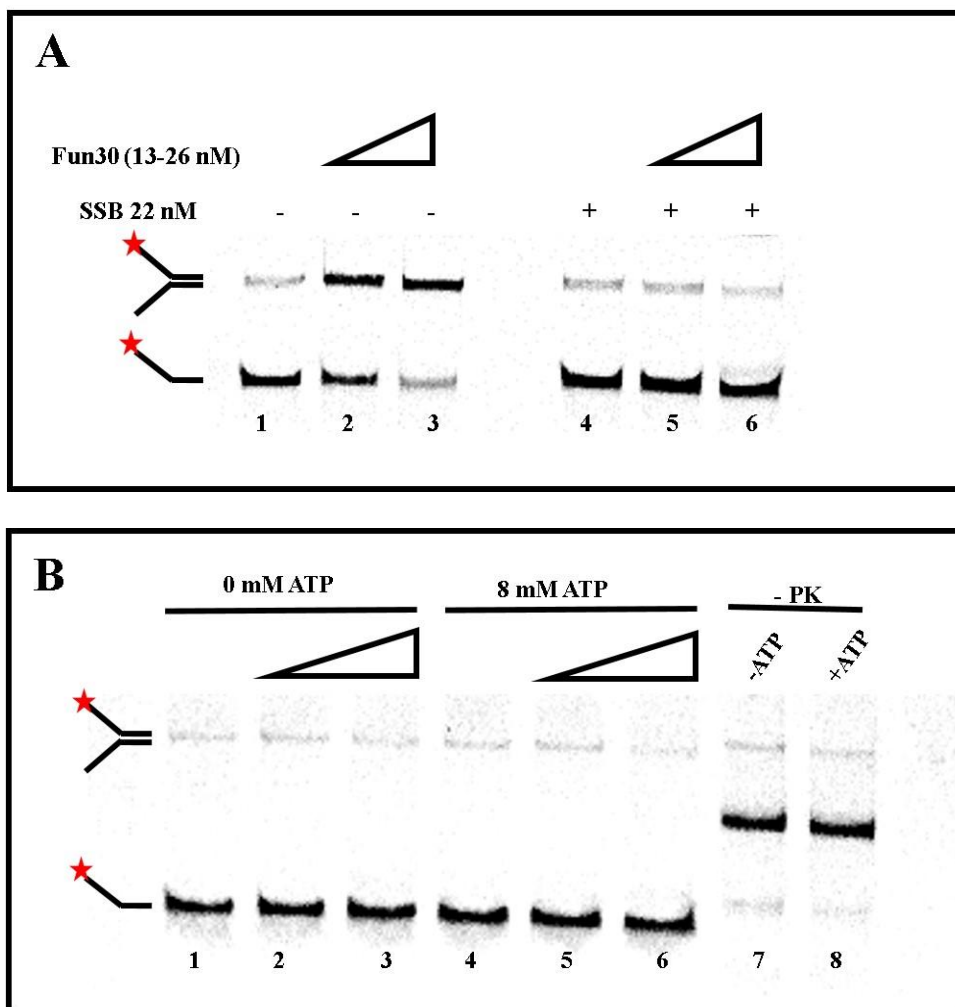 A
Fun30 (13-26 nM)
SSB 22 nM - - - + + +
1 2 3 4 5 6
B
0 mM ATP 8 mM ATP - PK
-ATP +ATP
1 2 3 4 5 6 7 8